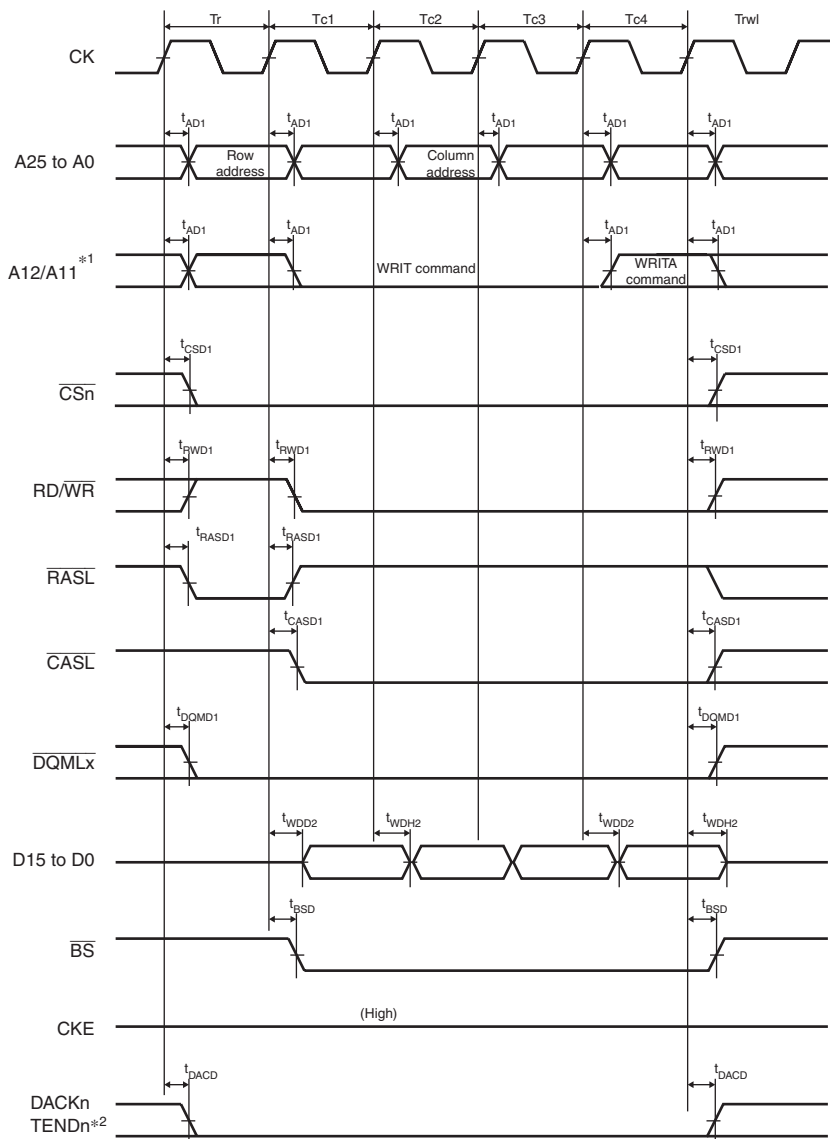 Tr Tc1 Tc2 Tc3 Tc4 Trwl
CK
tAD1 tAD1 tAD1 tAD1 tAD1 tAD1
A25 to A0 Row address Column address
tAD1 tAD1 tAD1 tAD1
A12/A11*1 WRIT command WRITA command
tCSD1 tCSD1
CSn
tRWD1 tRWD1 tRWD1
RD/WR
tRASD1 tRASD1
RASL
tCASD1 tCASD1
CASL
tDQMD1 tDQMD1
DQMLx
tWDD2 tWDH2 tWDD2 tWDH2
D15 to D0
tBSD tBSD
BS
(High)
CKE
tDACD tDACD
DACKn
TENDn*2